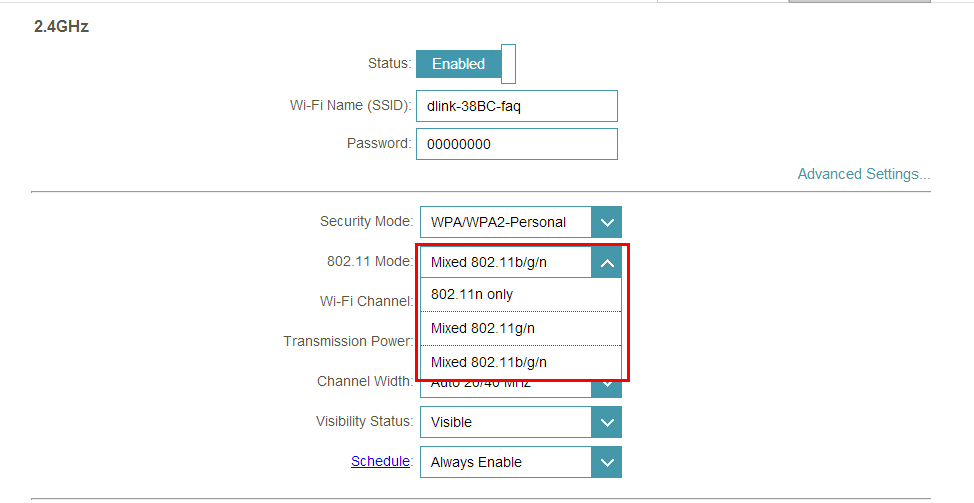 2.4GHz
Status: Enabled
Wi-Fi Name (SSID): dlink-38BC-faq
Password: 00000000
Advanced Settings...
Security Mode: WPA/WPA2-Personal
802.11 Mode: Mixed 802.11b/g/n
802.11n only
Wi-Fi Channel:
Mixed 802.11g/n
Transmission Power:
Mixed 802.11b/g/n
Channel Width: Auto 20/40 MHz
Visibility Status: Visible
Schedule: Always Enable